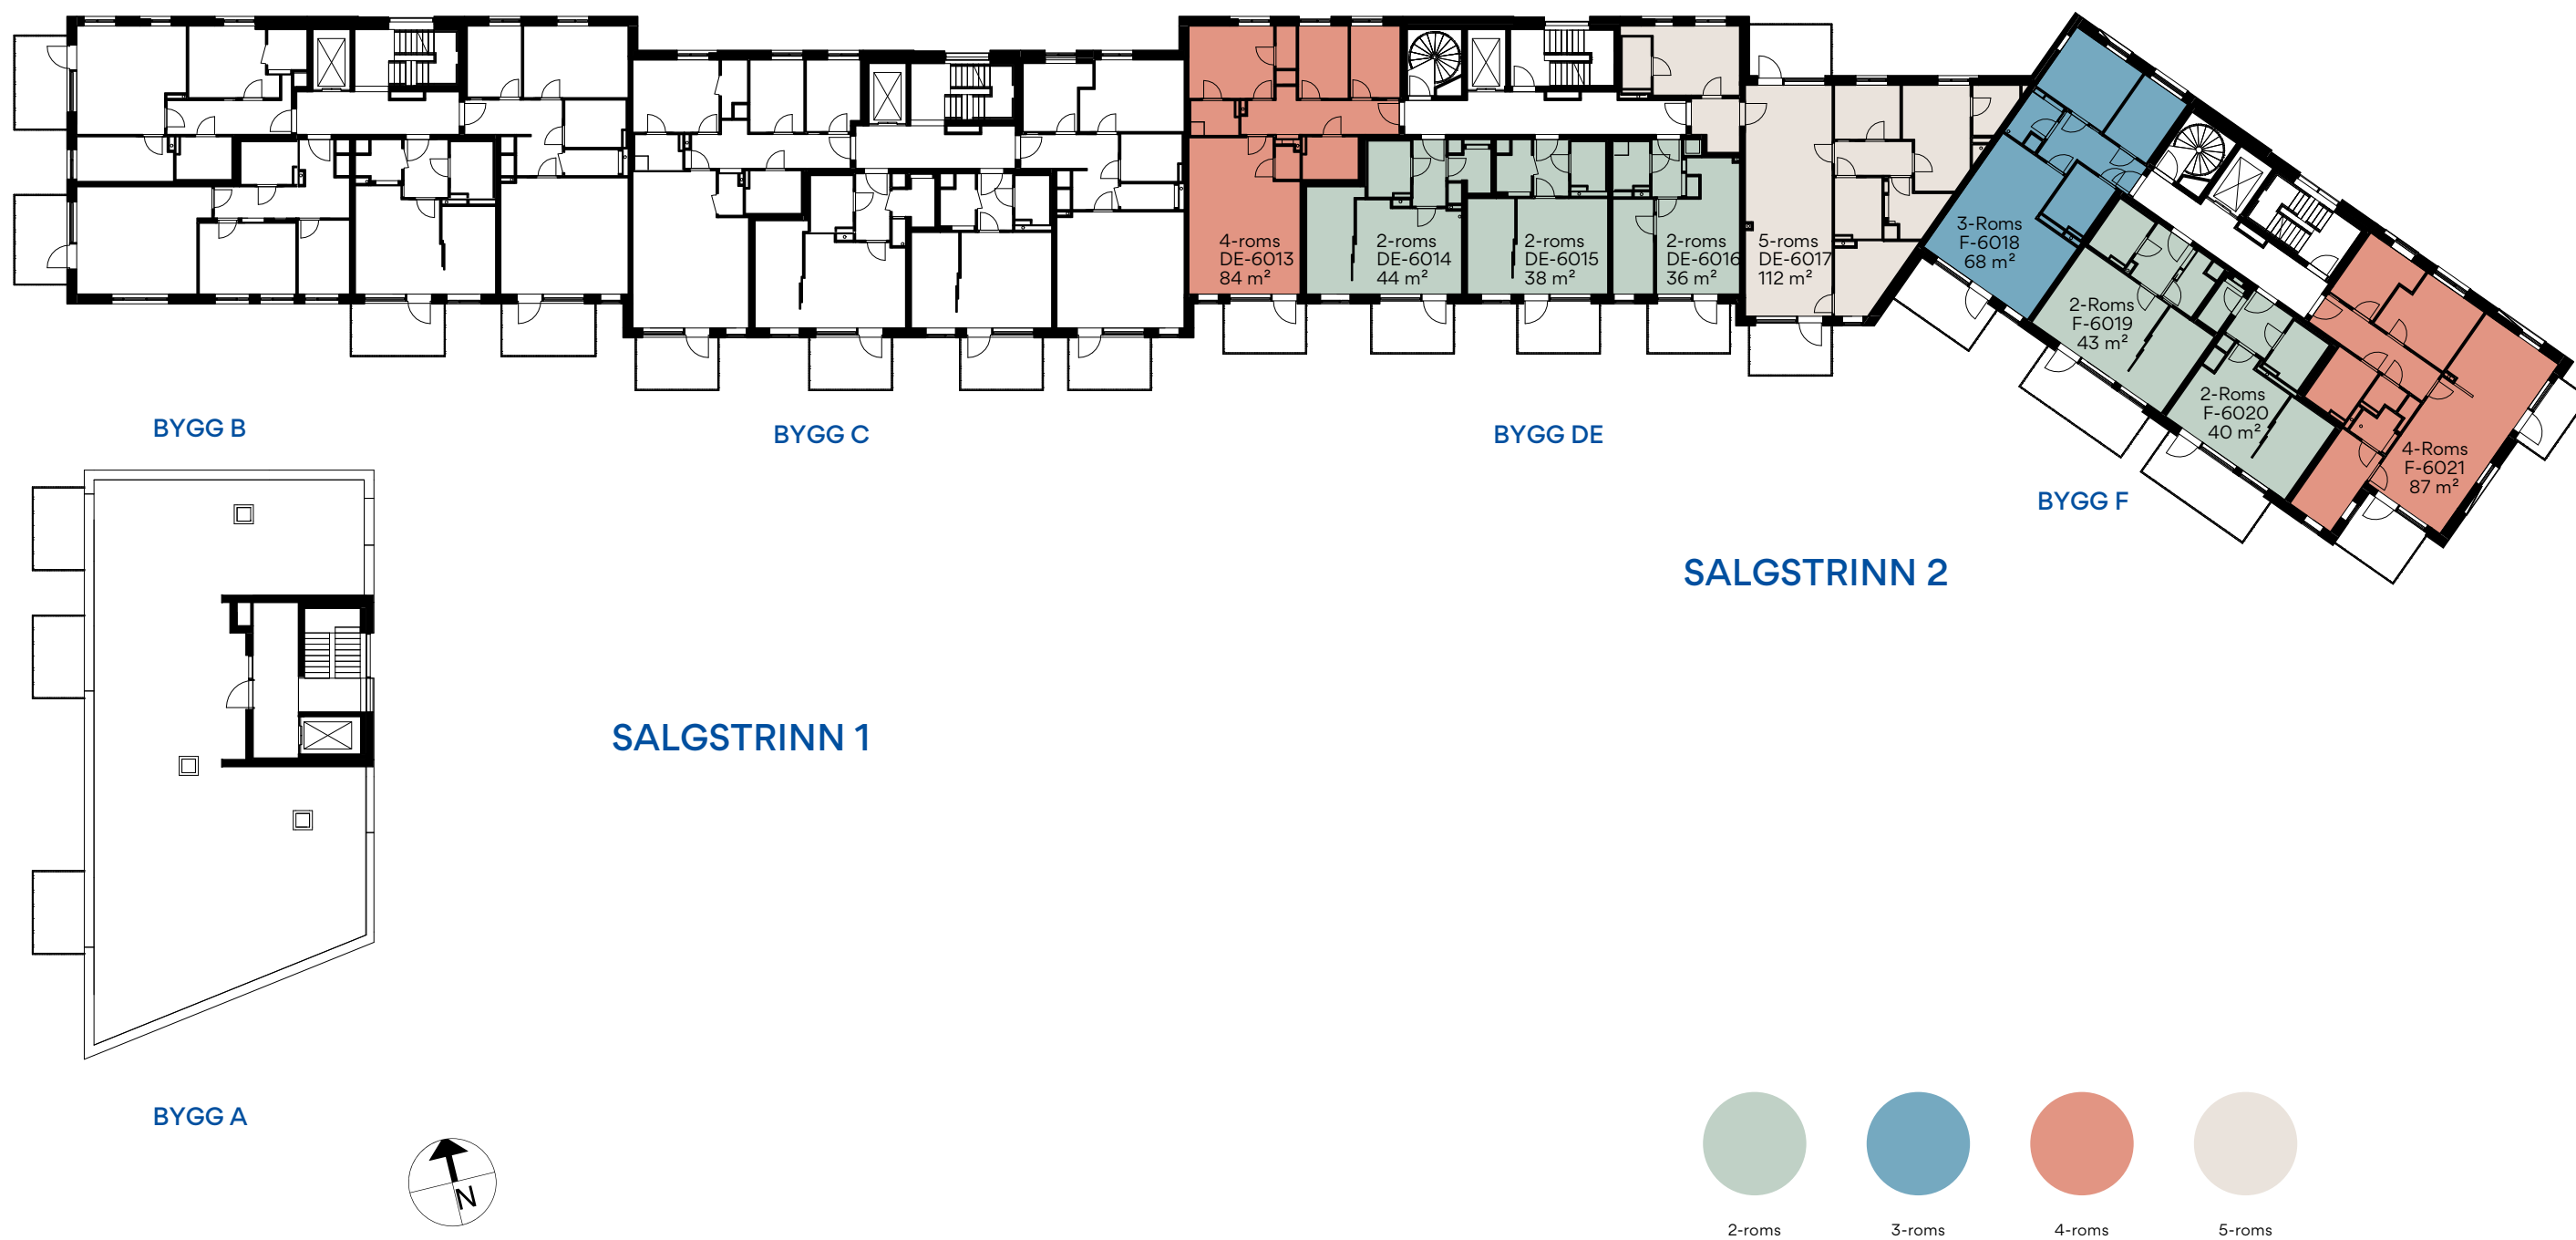 4-roms
DE-6013
84 m²
2-roms
DE-6014
44 m²
2-roms
DE-6015
38 m²
2-roms
DE-6016
36 m²
5-roms
DE-6017
112 m²
3-Roms
F-6018
68 m²
2-Roms
F-6019
43 m²
2-Roms
F-6020
40 m²
4-Roms
F-6021
87 m²
BYGG B
BYGG C
BYGG DE
BYGG F
SALGSTRINN 2
SALGSTRINN 1
BYGG A
N
2-roms
3-roms
4-roms
5-roms